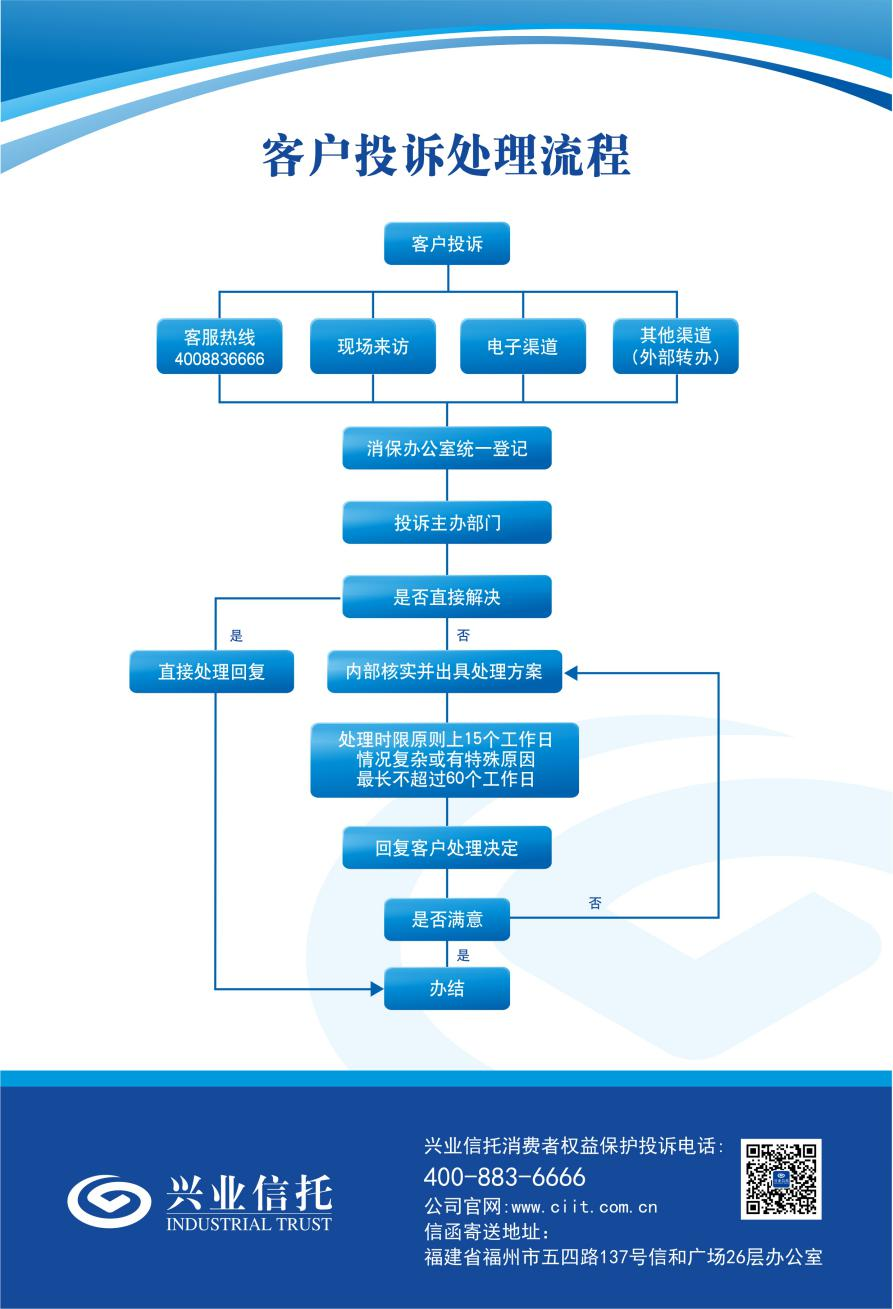 客户投诉处理流程
客户投诉
客服热线
4008836666
现场来访
电子渠道
其他渠道
（外部转办）
消保办公室统一登记
投诉主办部门
是否直接解决
是
否
直接处理回复
内部核实并出具处理方案
处理时限原则上15个工作日
情况复杂或有特殊原因
最长不超过60个工作日
回复客户处理决定
是否满意
否
是
办结
兴业信托
INDUSTRIAL TRUST
兴业信托消费者权益保护投诉电话：
400-883-6666
公司官网:www.ciit.com.cn
信函寄送地址：
福建省福州市五四路137号信和广场26层办公室